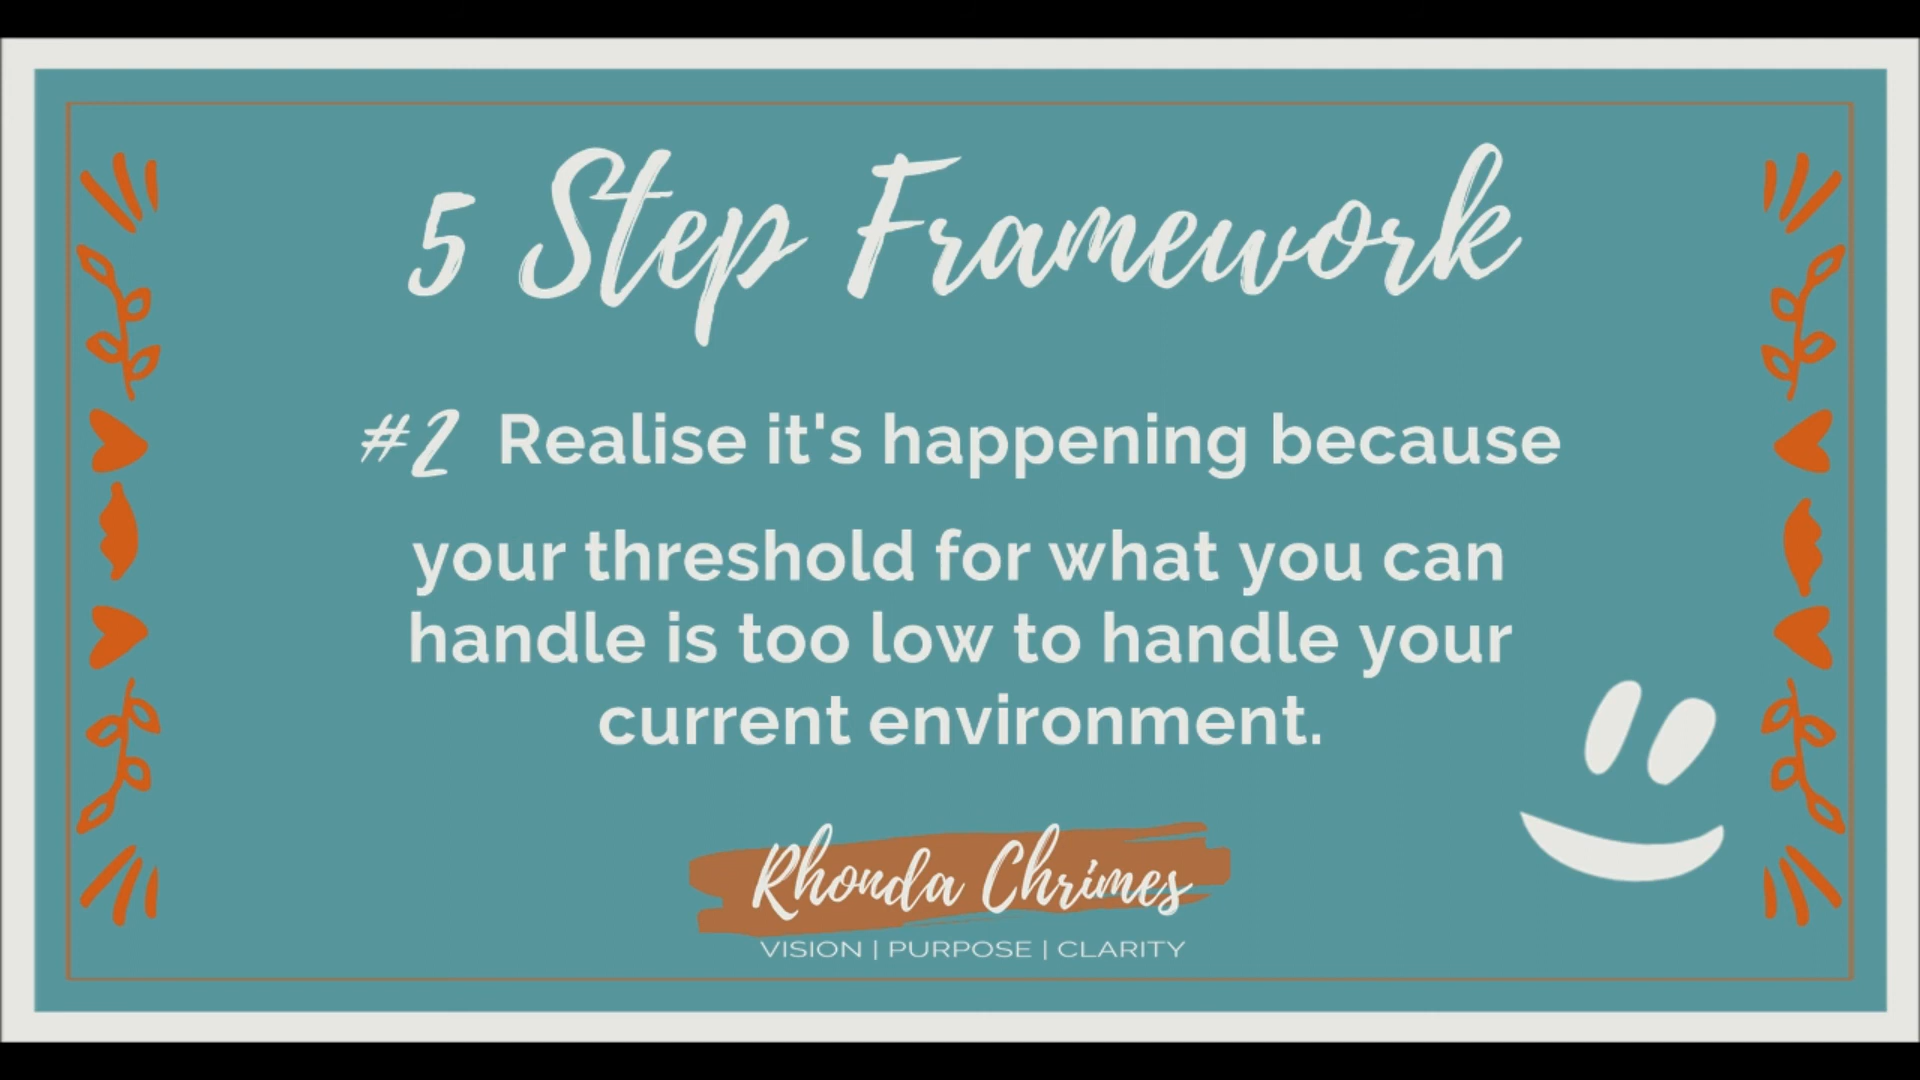 5 Step Framework
#2 Realise it's happening because
your threshold for what you can
handle is too low to handle your
current environment.
Rhonda Chrimes
VISION | PURPOSE | CLARITY